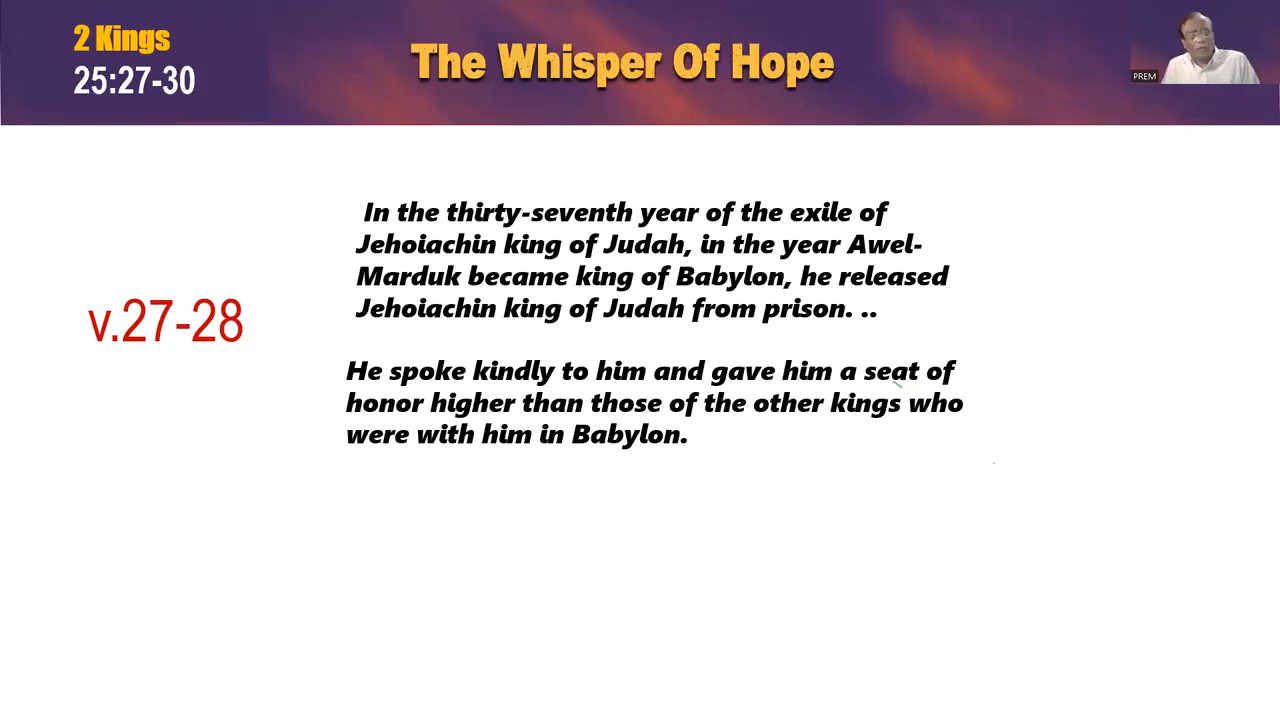 2 Kings
25:27-30
The Whisper Of Hope
PREM
v.27-28
In the thirty-seventh year of the exile of
Jehoiachin king of Judah, in the year Awel-
Marduk became king of Babylon, he released
Jehoiachin king of Judah from prison. ..
He spoke kindly to him and gave him a seat of
honor higher than those of the other kings who
were with him in Babylon.